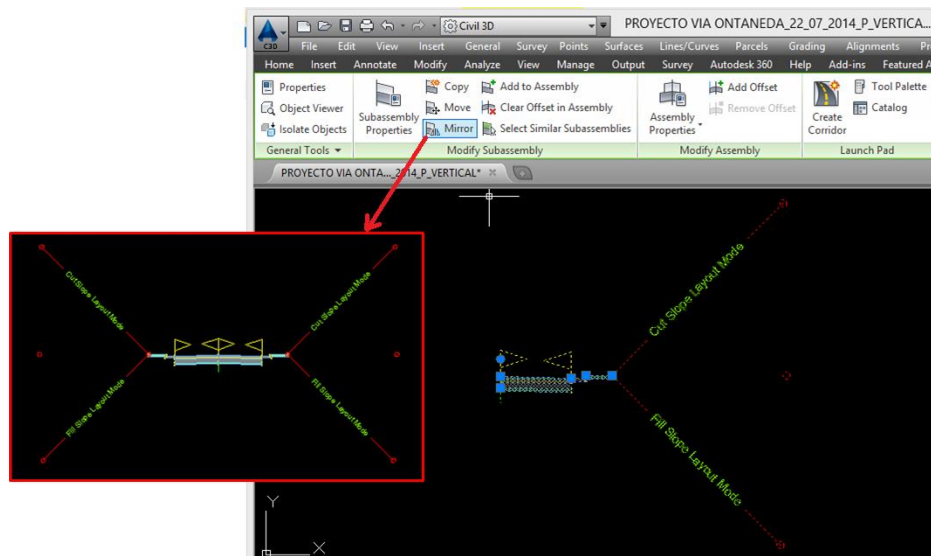 Civil 3D
PROYECTO VIA ONTANEDA_22_07_2014_P_VERTICA...
C3D
File Edit View Insert General Survey Points Surfaces Lines/Curves Parcels Grading Alignments Pr
Home Insert Annotate Modify Analyze View Manage Output Survey Autodesk 360 Help Add-ins Featured A
Properties
Object Viewer
Isolate Objects
General Tools
Subassembly
Properties
Copy
Move
Mirror
Add to Assembly
Clear Offset in Assembly
Select Similar Subassemblies
Modify Subassembly
Assembly
Properties
Add Offset
Remove Offset
Modify Assembly
Create
Corridor
Tool Palette
Catalog
Launch Pad
PROYECTO VIA ONTA..._2014_P_VERTICAL*
Cut Slope Layout Mode
Cut Slope Layout Mode
Fill Slope Layout Mode
Fill Slope Layout Mode
Cut Slope Layout Mode
Fill Slope Layout Mode
Y
X